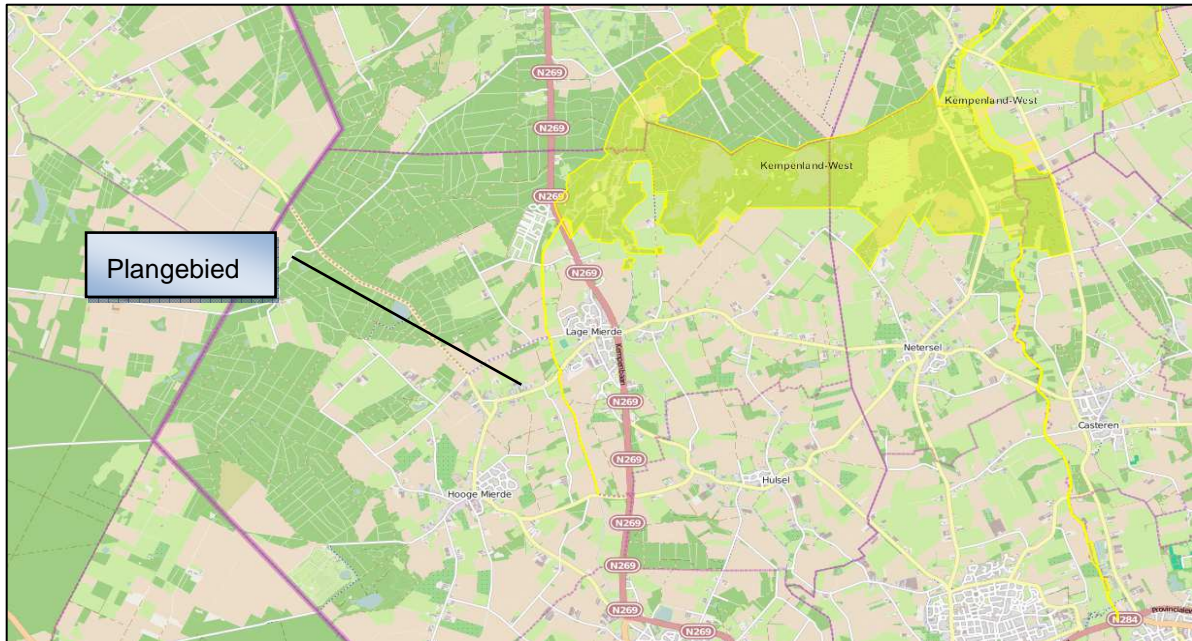 N269
N269
Kempenland-West
Kempenland-West
N269
Plangebied
N269
Lage Mierde
Kempenbaan
Netersel
N269
Casteren
N269
Hulsel
Hooge Mierde
N269
N269
N269
N284
Provinciale